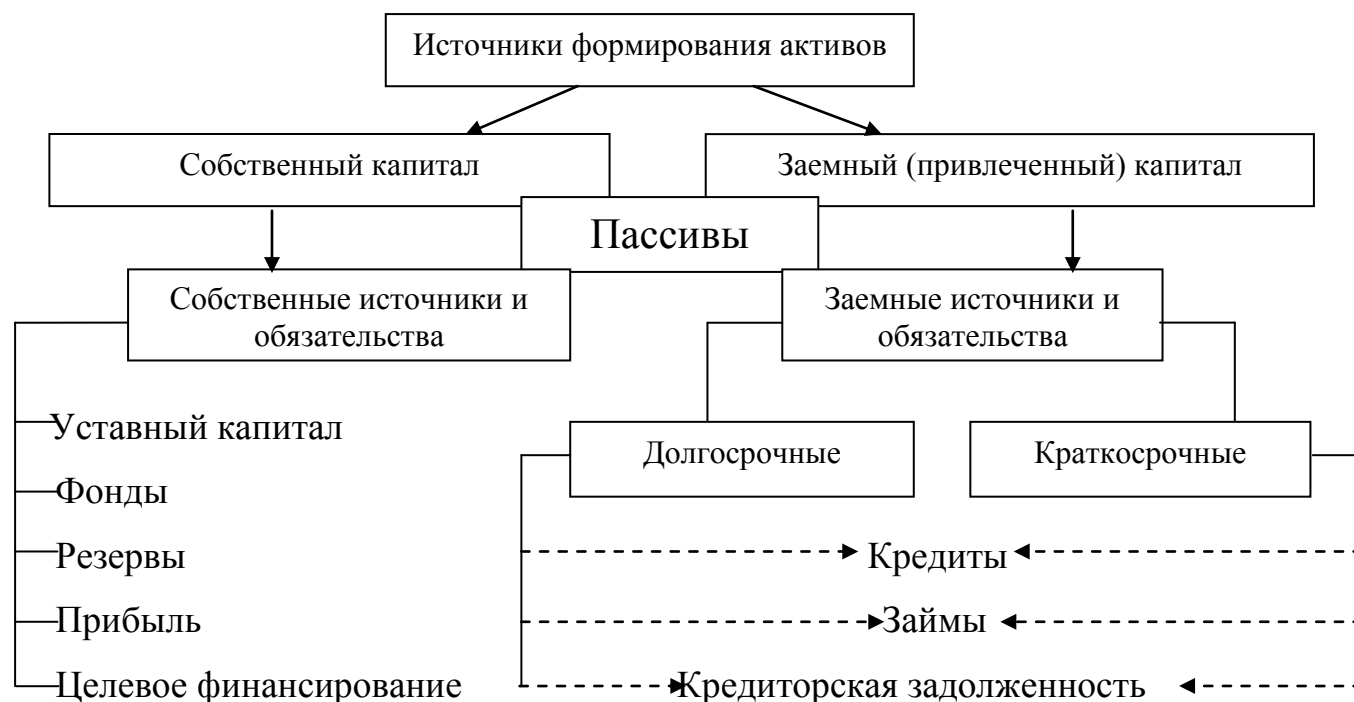 Источники формирования активов
Собственный капитал
Заемный (привлеченный) капитал
Пассивы
Собственные источники и
обязательства
Заемные источники и
обязательства
Уставный капитал
Фонды
Резервы
Прибыль
Целевое финансирование
Долгосрочные
Краткосрочные
Кредиты
Займы
Кредиторская задолженность